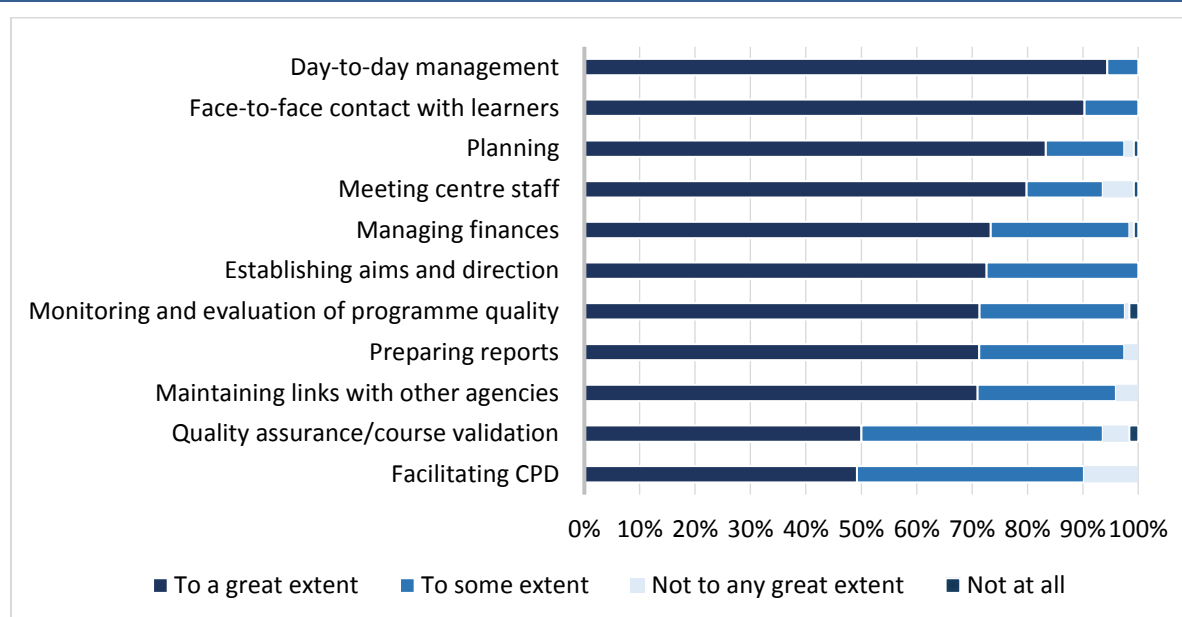 Day-to-day management
Face-to-face contact with learners
Planning
Meeting centre staff
Managing finances
Establishing aims and direction
Monitoring and evaluation of programme quality
Preparing reports
Maintaining links with other agencies
Quality assurance/course validation
Facilitating CPD
0% 10% 20% 30% 40% 50% 60% 70% 80% 90% 100%
To a great extent To some extent Not to any great extent Not at all